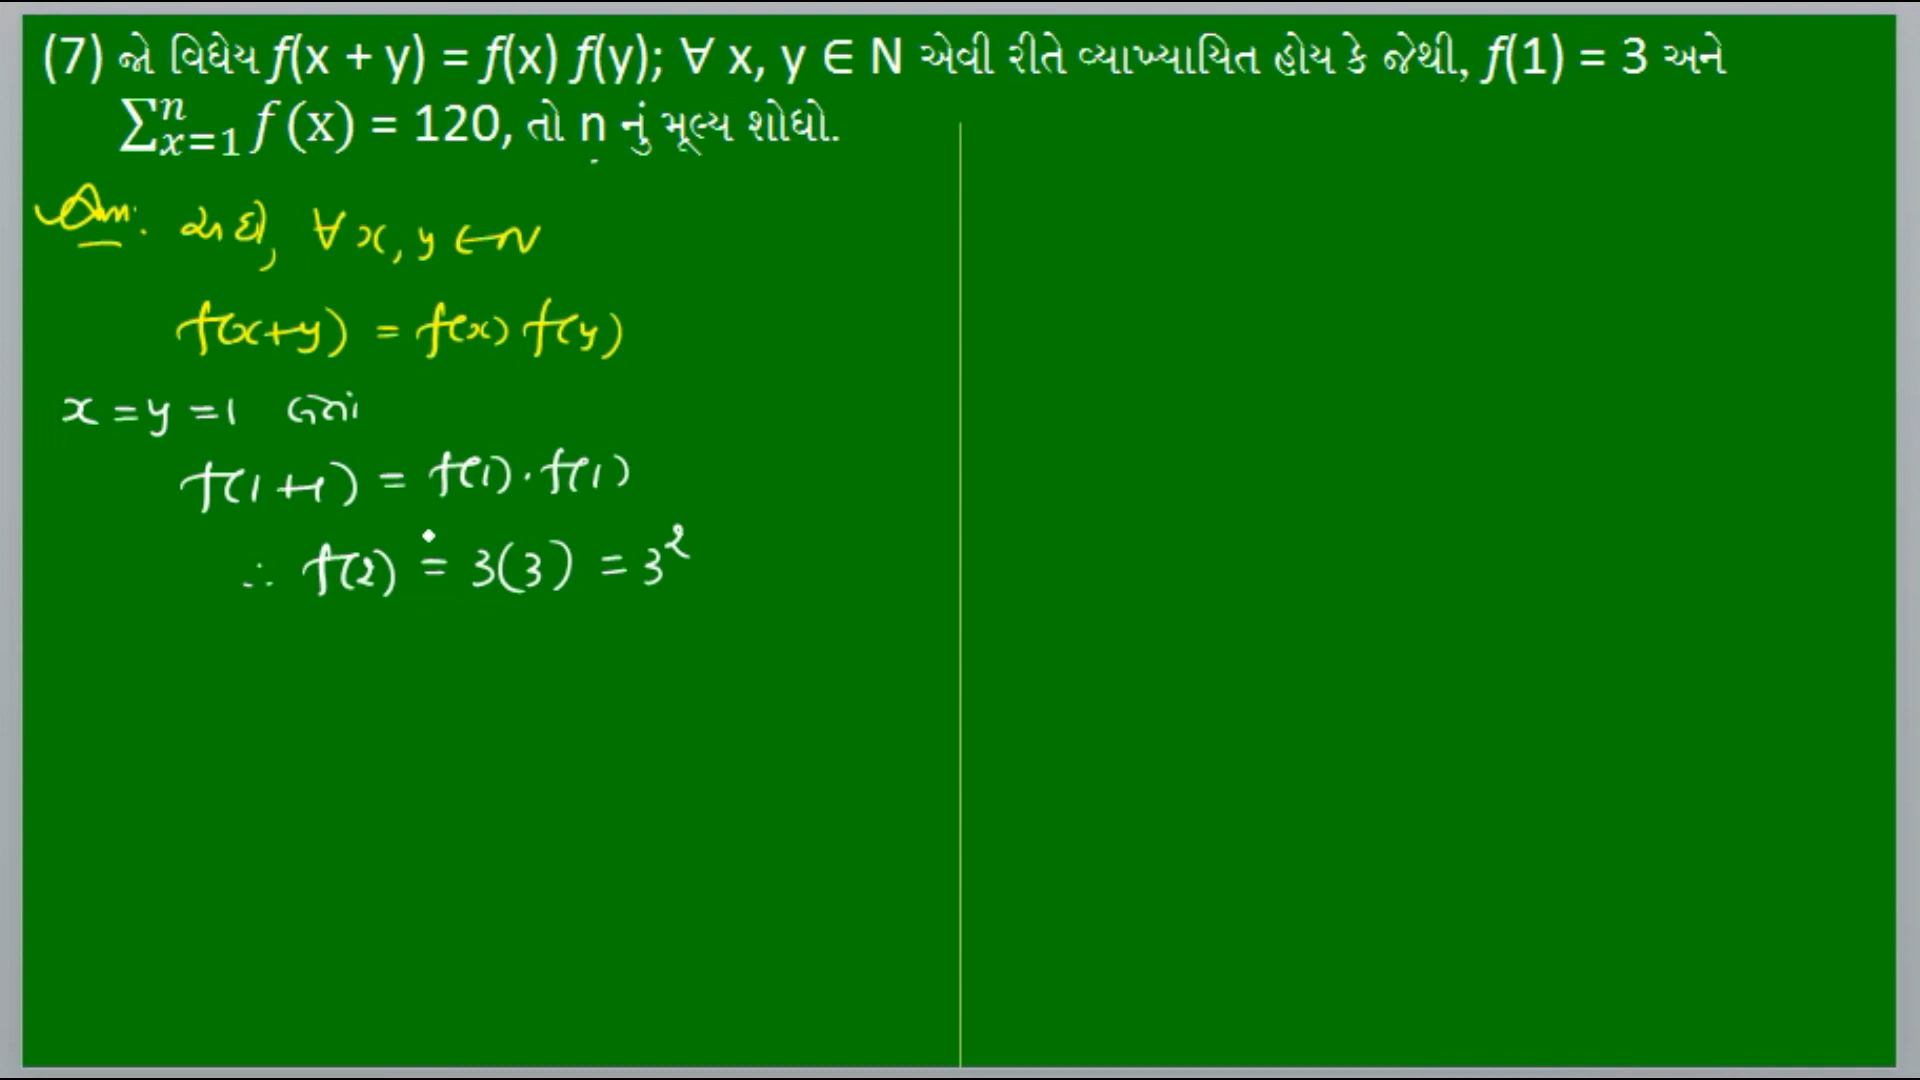 (7) જો વિધેય f(x + y) = f(x) f(y); ∀ x, y ∈ N એવી રીતે વ્યાખ્યાયિત હોય કે જેથી, f(1) = 3 અને
∑ⁿₓ₌₁ f (x) = 120, તો n નું મૂલ્ય શોધો.
Ans: અહીં, ∀ x, y ∈ N
f(x+y) = f(x) f(y)
x = y = 1 લેતાં
f(1+1) = f(1) · f(1)
∴ f(2) = 3(3) = 3²